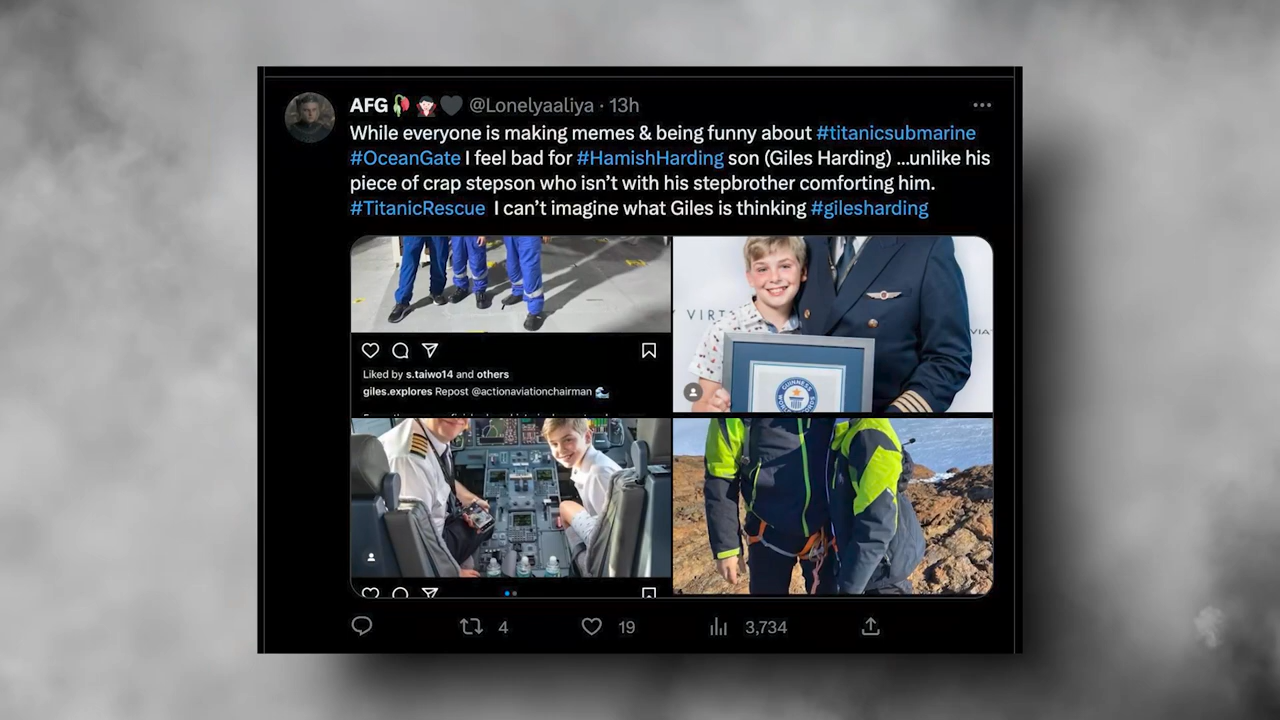 AFG🥀🧛🏻‍♀️🖤 @Lonelyaaliya · 13h
While everyone is making memes & being funny about #titanicsubmarine
#OceanGate I feel bad for #HamishHarding son (Giles Harding) ...unlike his
piece of crap stepson who isn’t with his stepbrother comforting him.
#TitanicRescue I can’t imagine what Giles is thinking #gilesharding
VIRT
VIA
Liked by s.taiwo14 and others
giles.explores Repost @actionaviationchairman 🌊
GUINNESS
4
19
3,734